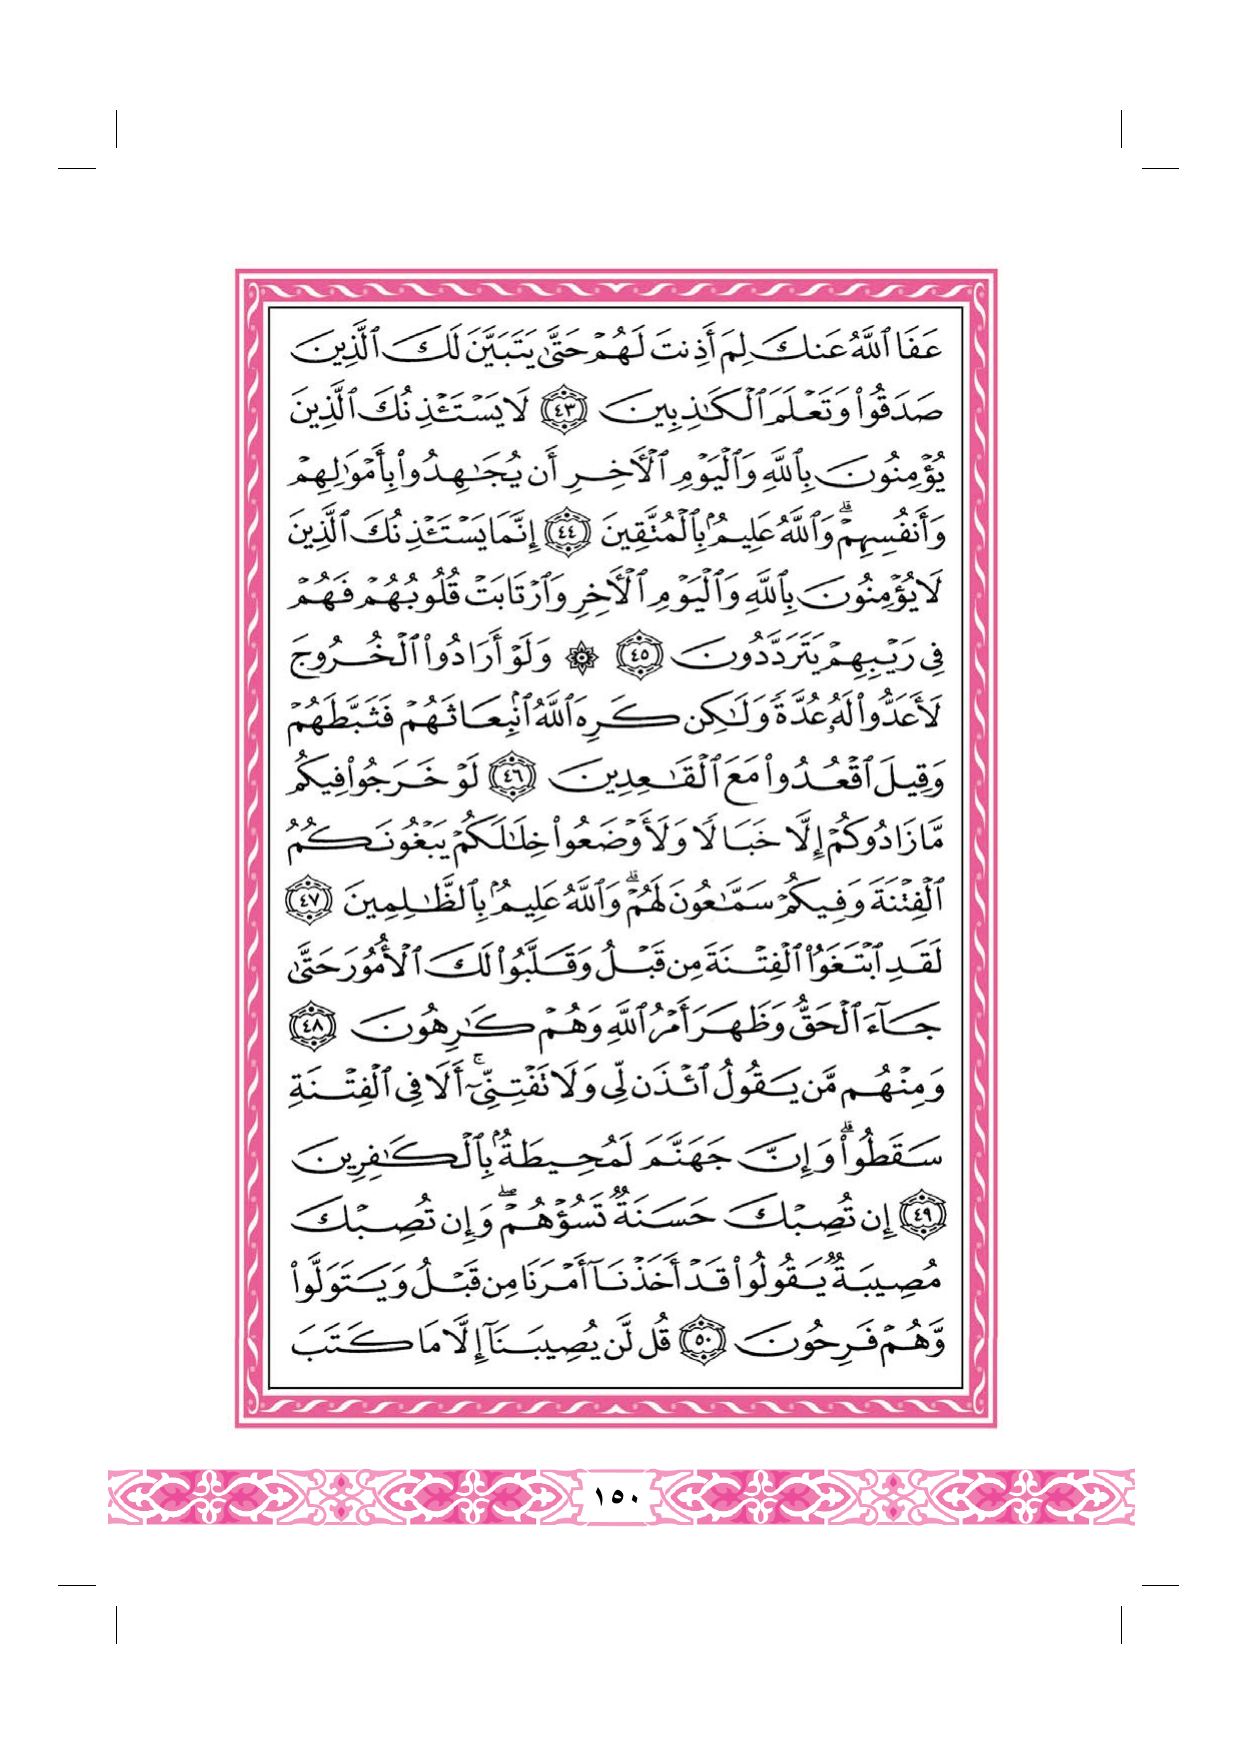 عَفَا ٱللَّهُ عَنكَ لِمَ أَذِنتَ لَهُمْ حَتَّىٰ يَتَبَيَّنَ لَكَ ٱلَّذِينَ
صَدَقُواْ وَتَعْلَمَ ٱلْكَٰذِبِينَ ٤٣ لَا يَسْتَـْٔذِنُكَ ٱلَّذِينَ
يُؤْمِنُونَ بِٱللَّهِ وَٱلْيَوْمِ ٱلْأَخِرِ أَن يُجَٰهِدُواْ بِأَمْوَٰلِهِمْ
وَأَنفُسِهِمْۗ وَٱللَّهُ عَلِيمٌۢ بِٱلْمُتَّقِينَ ٤٤ إِنَّمَا يَسْتَـْٔذِنُكَ ٱلَّذِينَ
لَا يُؤْمِنُونَ بِٱللَّهِ وَٱلْيَوْمِ ٱلْأَخِرِ وَٱرْتَابَتْ قُلُوبُهُمْ فَهُمْ
فِى رَيْبِهِمْ يَتَرَدَّدُونَ ٤٥ ۞ وَلَوْ أَرَادُواْ ٱلْخُرُوجَ
لَأَعَدُّواْ لَهُۥ عُدَّةً وَلَٰكِن كَرِهَ ٱللَّهُ ٱنۢبِعَاثَهُمْ فَثَبَّطَهُمْ
وَقِيلَ ٱقْعُدُواْ مَعَ ٱلْقَٰعِدِينَ ٤٦ لَوْ خَرَجُواْ فِيكُم
مَّا زَادُوكُمْ إِلَّا خَبَالًا وَلَأَوْضَعُواْ خِلَٰلَكُمْ يَبْغُونَكُمُ
ٱلْفِتْنَةَ وَفِيكُمْ سَمَّٰعُونَ لَهُمْۗ وَٱللَّهُ عَلِيمٌۢ بِٱلظَّٰلِمِينَ ٤٧
لَقَدِ ٱبْتَغَوُاْ ٱلْفِتْنَةَ مِن قَبْلُ وَقَلَّبُواْ لَكَ ٱلْأُمُورَ حَتَّىٰ
جَآءَ ٱلْحَقُّ وَظَهَرَ أَمْرُ ٱللَّهِ وَهُمْ كَٰرِهُونَ ٤٨
وَمِنْهُم مَّن يَقُولُ ٱئْذَن لِّى وَلَا تَفْتِنِّىٓۚ أَلَا فِى ٱلْفِتْنَةِ
سَقَطُواْۗ وَإِنَّ جَهَنَّمَ لَمُحِيطَةٌۢ بِٱلْكَٰفِرِينَ
٤٩ إِن تُصِبْكَ حَسَنَةٌ تَسُؤْهُمْۖ وَإِن تُصِبْكَ
مُصِيبَةٌ يَقُولُواْ قَدْ أَخَذْنَآ أَمْرَنَا مِن قَبْلُ وَيَتَوَلَّواْ
وَّهُمْ فَرِحُونَ ٥٠ قُل لَّن يُصِيبَنَآ إِلَّا مَا كَتَبَ
١٥٠